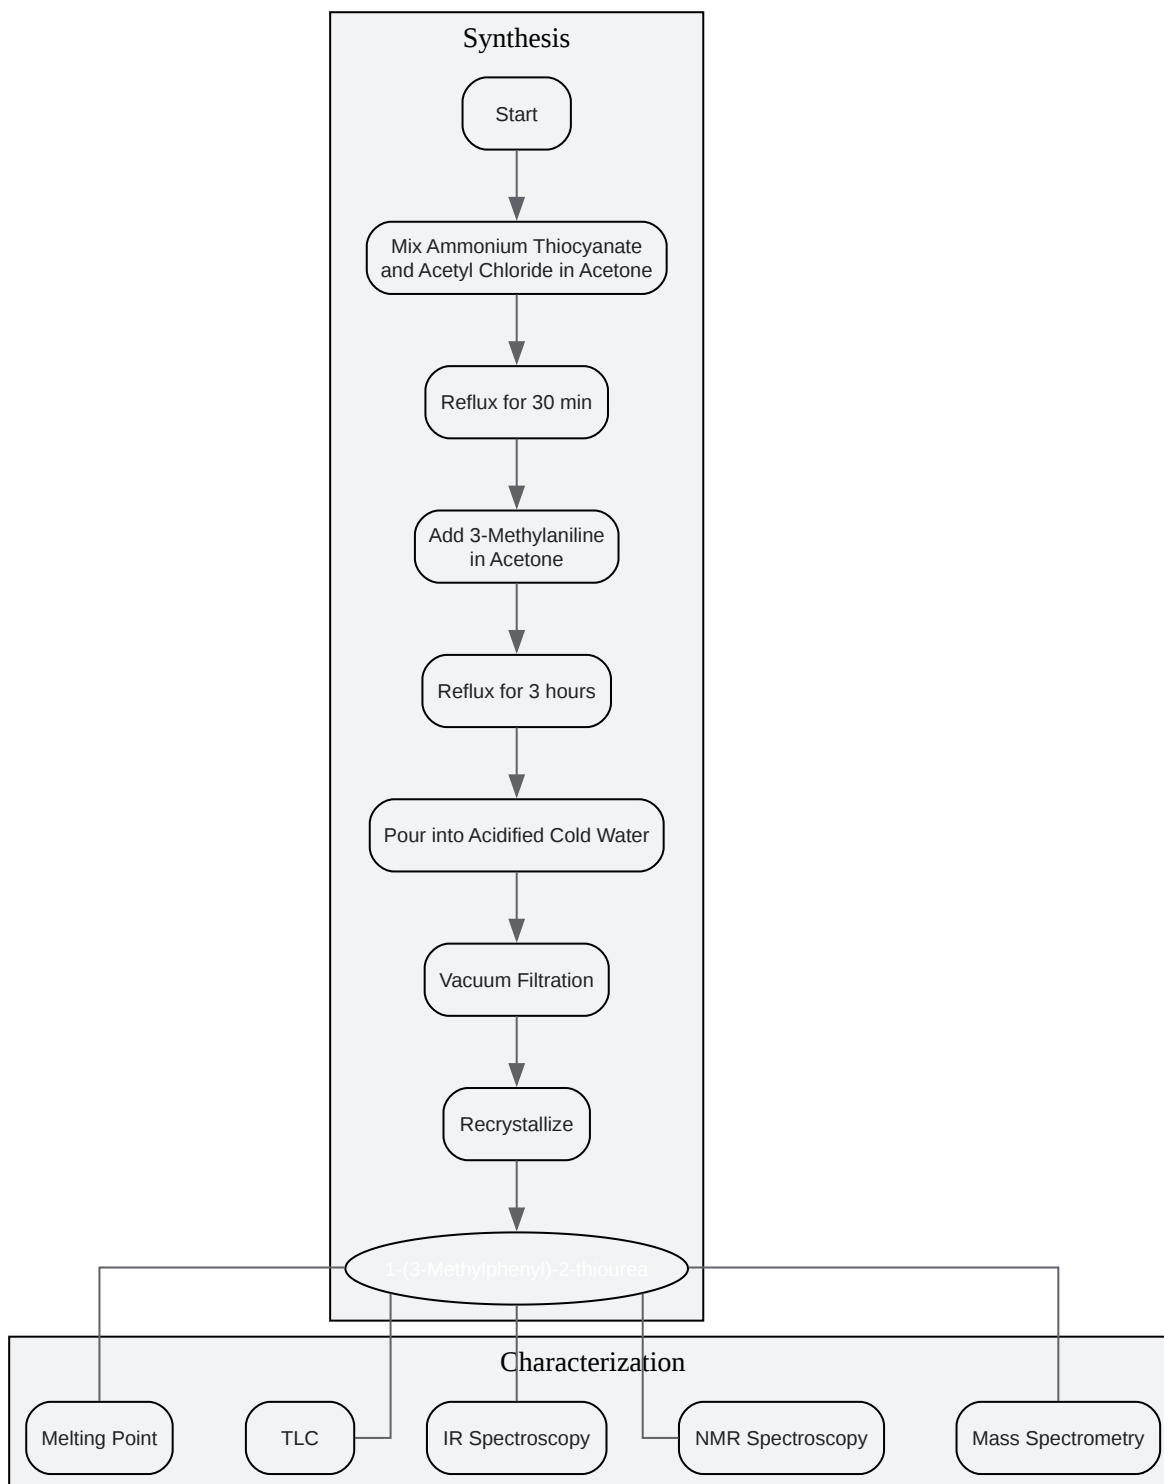 Synthesis
Start
Mix Ammonium Thiocyanate
and Acetyl Chloride in Acetone
Reflux for 30 min
Add 3-Methylaniline
in Acetone
Reflux for 3 hours
Pour into Acidified Cold Water
Vacuum Filtration
Recrystallize
1-(3-Methylphenyl)-2-thiourea
Characterization
Melting Point
TLC
IR Spectroscopy
NMR Spectroscopy
Mass Spectrometry